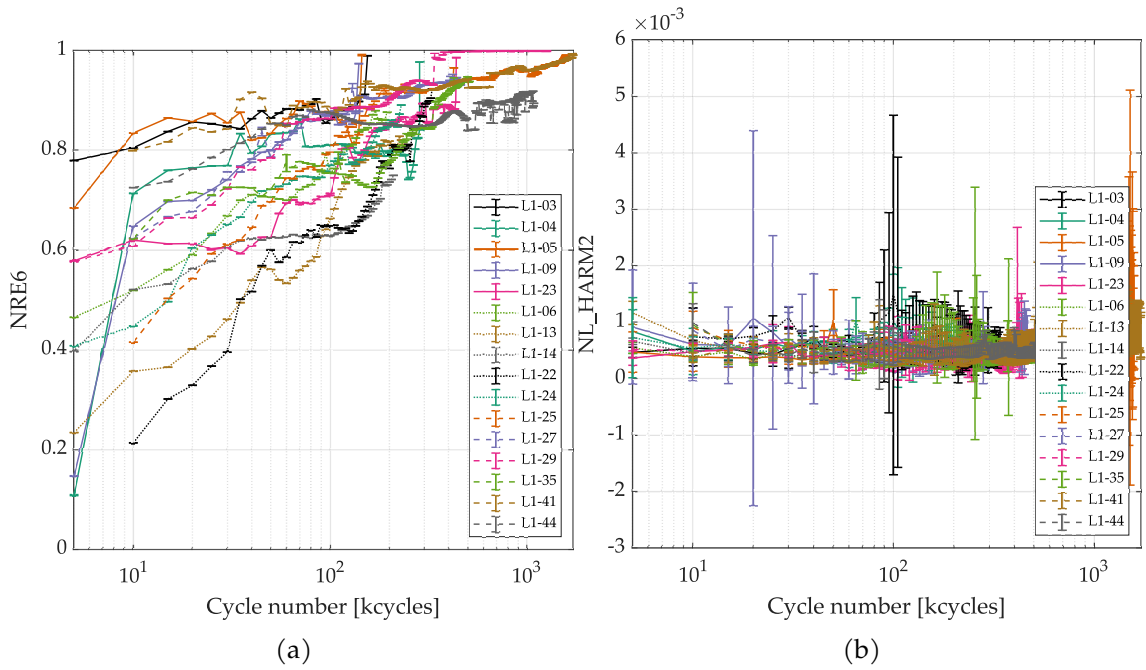 ×10⁻³
1
0.8
0.6
0.4
0.2
0
NRE6
10¹
10²
10³
Cycle number [kcycles]
L1-03
L1-04
L1-05
L1-09
L1-23
L1-06
L1-13
L1-14
L1-22
L1-24
L1-25
L1-27
L1-29
L1-35
L1-41
L1-44
(a)
6
5
4
3
2
1
0
-1
-2
-3
NL_HARM2
10¹
10²
10³
Cycle number [kcycles]
L1-03
L1-04
L1-05
L1-09
L1-23
L1-06
L1-13
L1-14
L1-22
L1-24
L1-25
L1-27
L1-29
L1-35
L1-41
L1-44
(b)